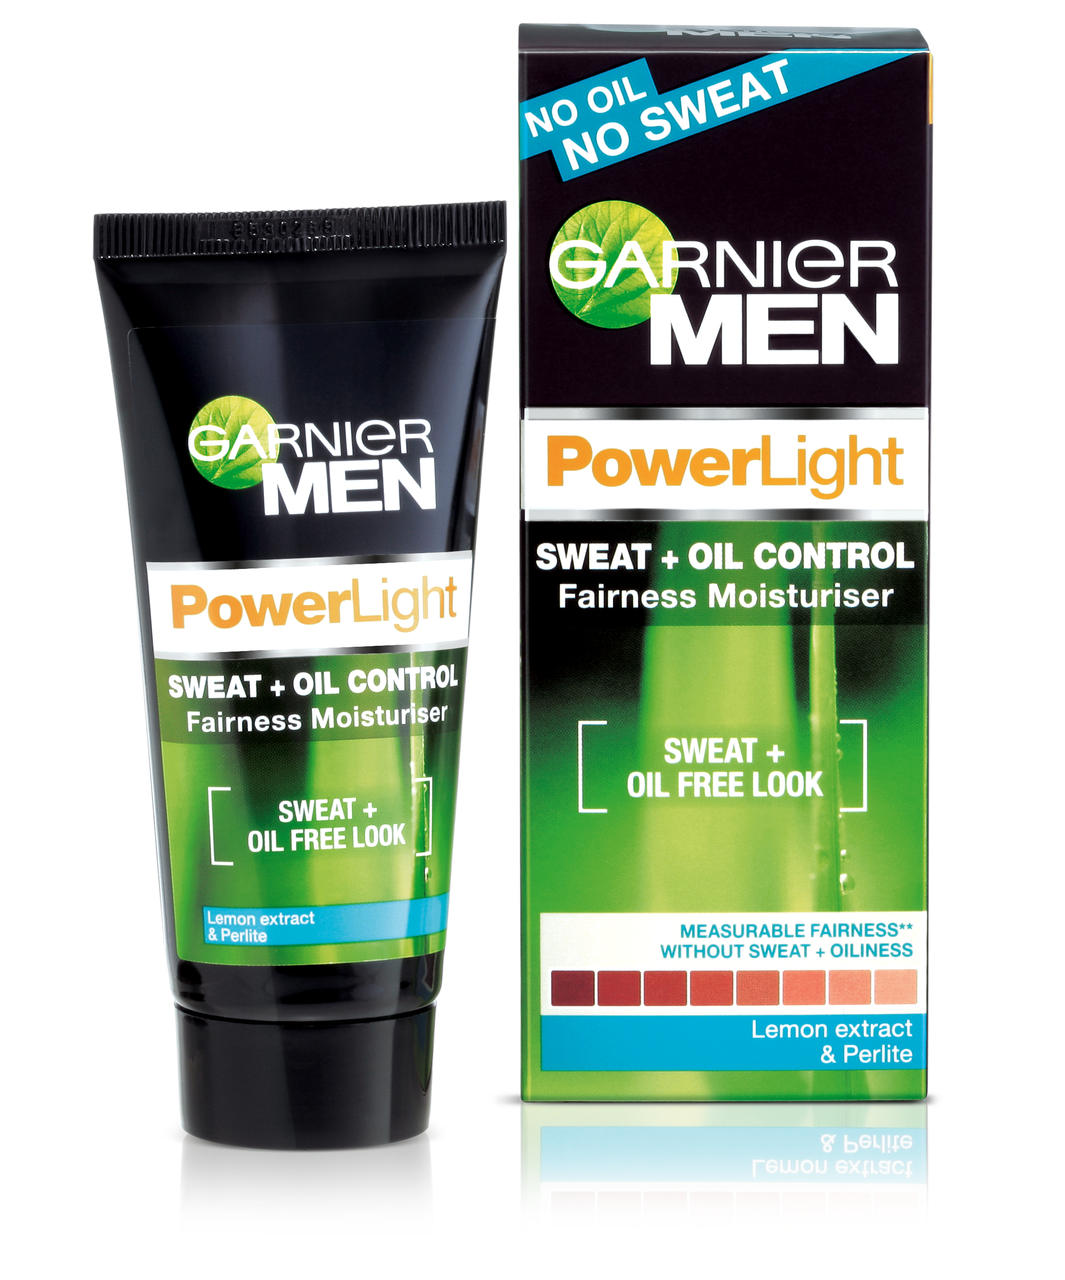 GARNIER
MEN
PowerLight
SWEAT + OIL CONTROL
Fairness Moisturiser
SWEAT +
OIL FREE LOOK
Lemon extract
& Perlite
NO OIL
NO SWEAT
GARNIER
MEN
PowerLight
SWEAT + OIL CONTROL
Fairness Moisturiser
SWEAT +
OIL FREE LOOK
MEASURABLE FAIRNESS**
WITHOUT SWEAT + OILINESS
Lemon extract
& Perlite